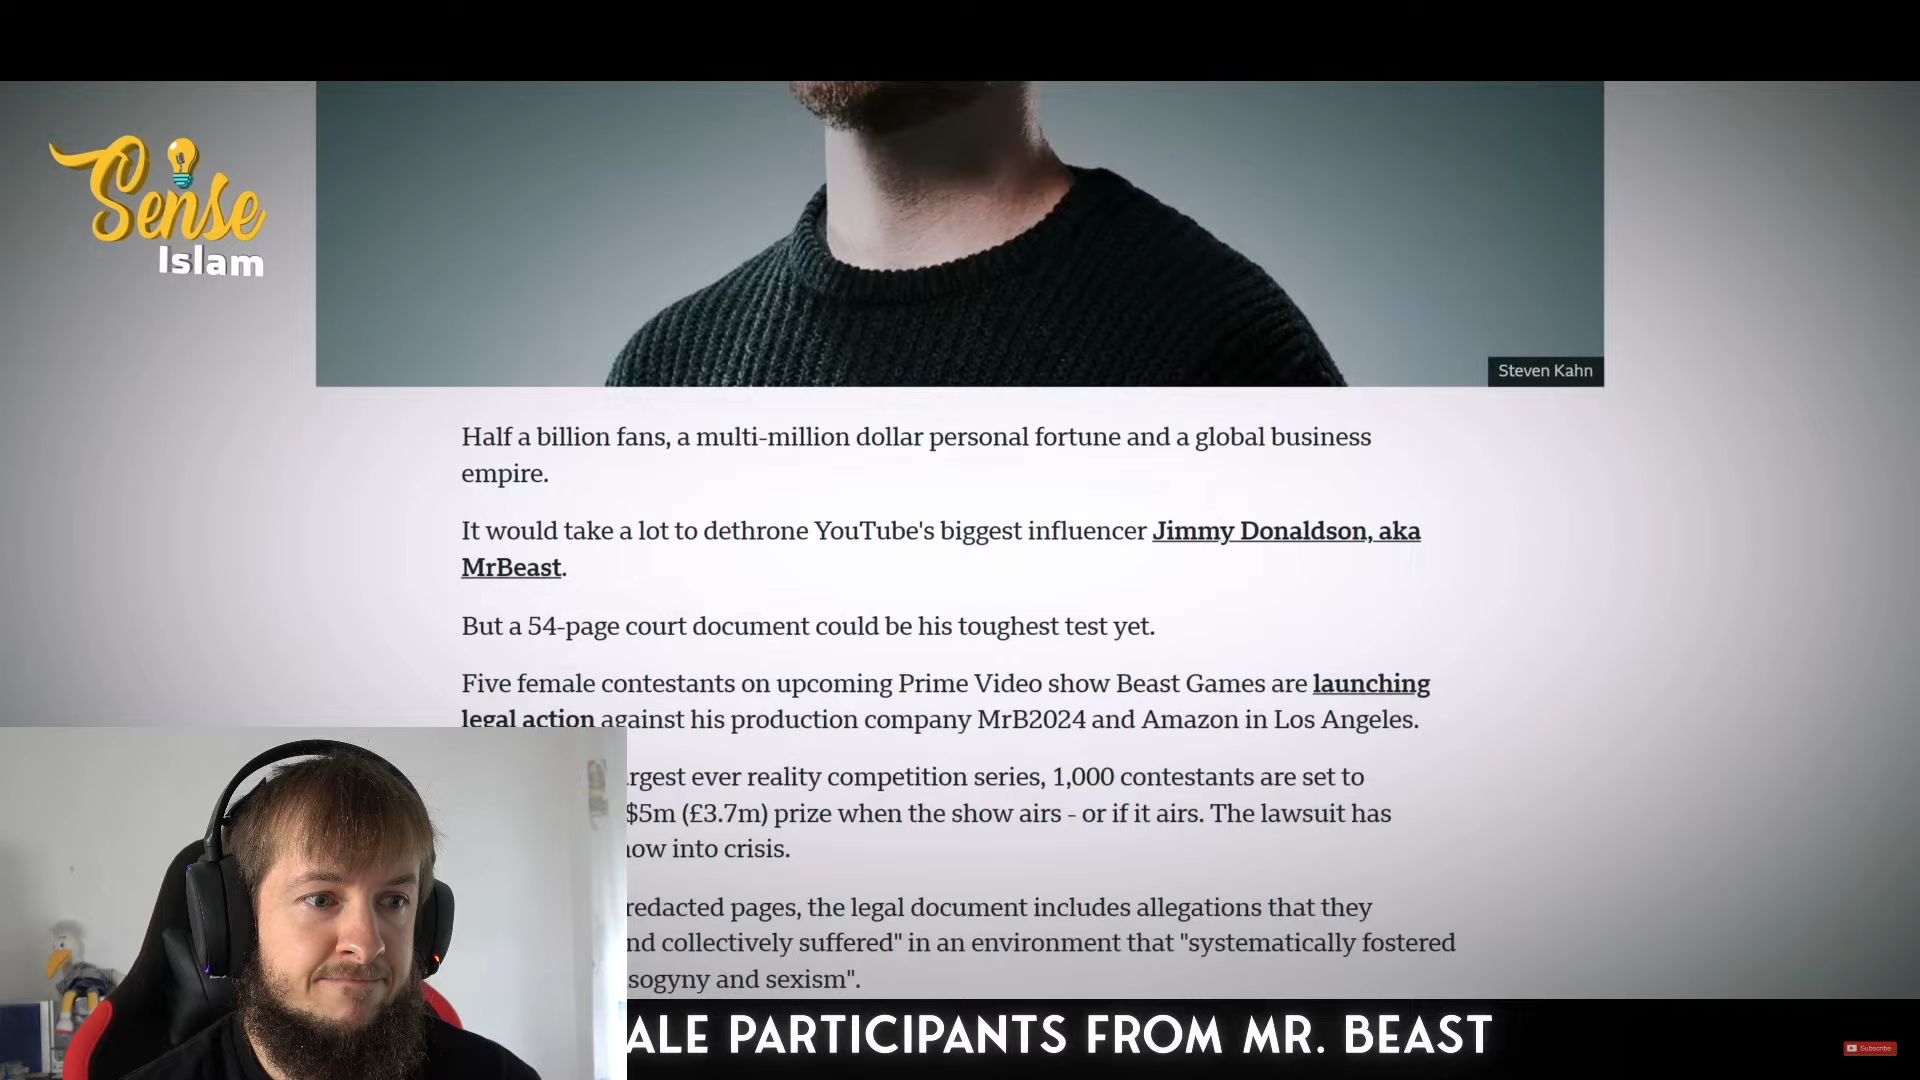 Sense
Islam
Steven Kahn
Half a billion fans, a multi-million dollar personal fortune and a global business
empire.
It would take a lot to dethrone YouTube's biggest influencer Jimmy Donaldson, aka
MrBeast.
But a 54-page court document could be his toughest test yet.
Five female contestants on upcoming Prime Video show Beast Games are launching
legal action against his production company MrB2024 and Amazon in Los Angeles.
ever reality competition series, 1,000 contestants are set to
$5m (£3.7m) prize when the show airs - or if it airs. The lawsuit has
into crisis.
redacted pages, the legal document includes allegations that they
collectively suffered" in an environment that "systematically fostered
and sexism".
PARTICIPANTS FROM MR. BEAST
Subscribe